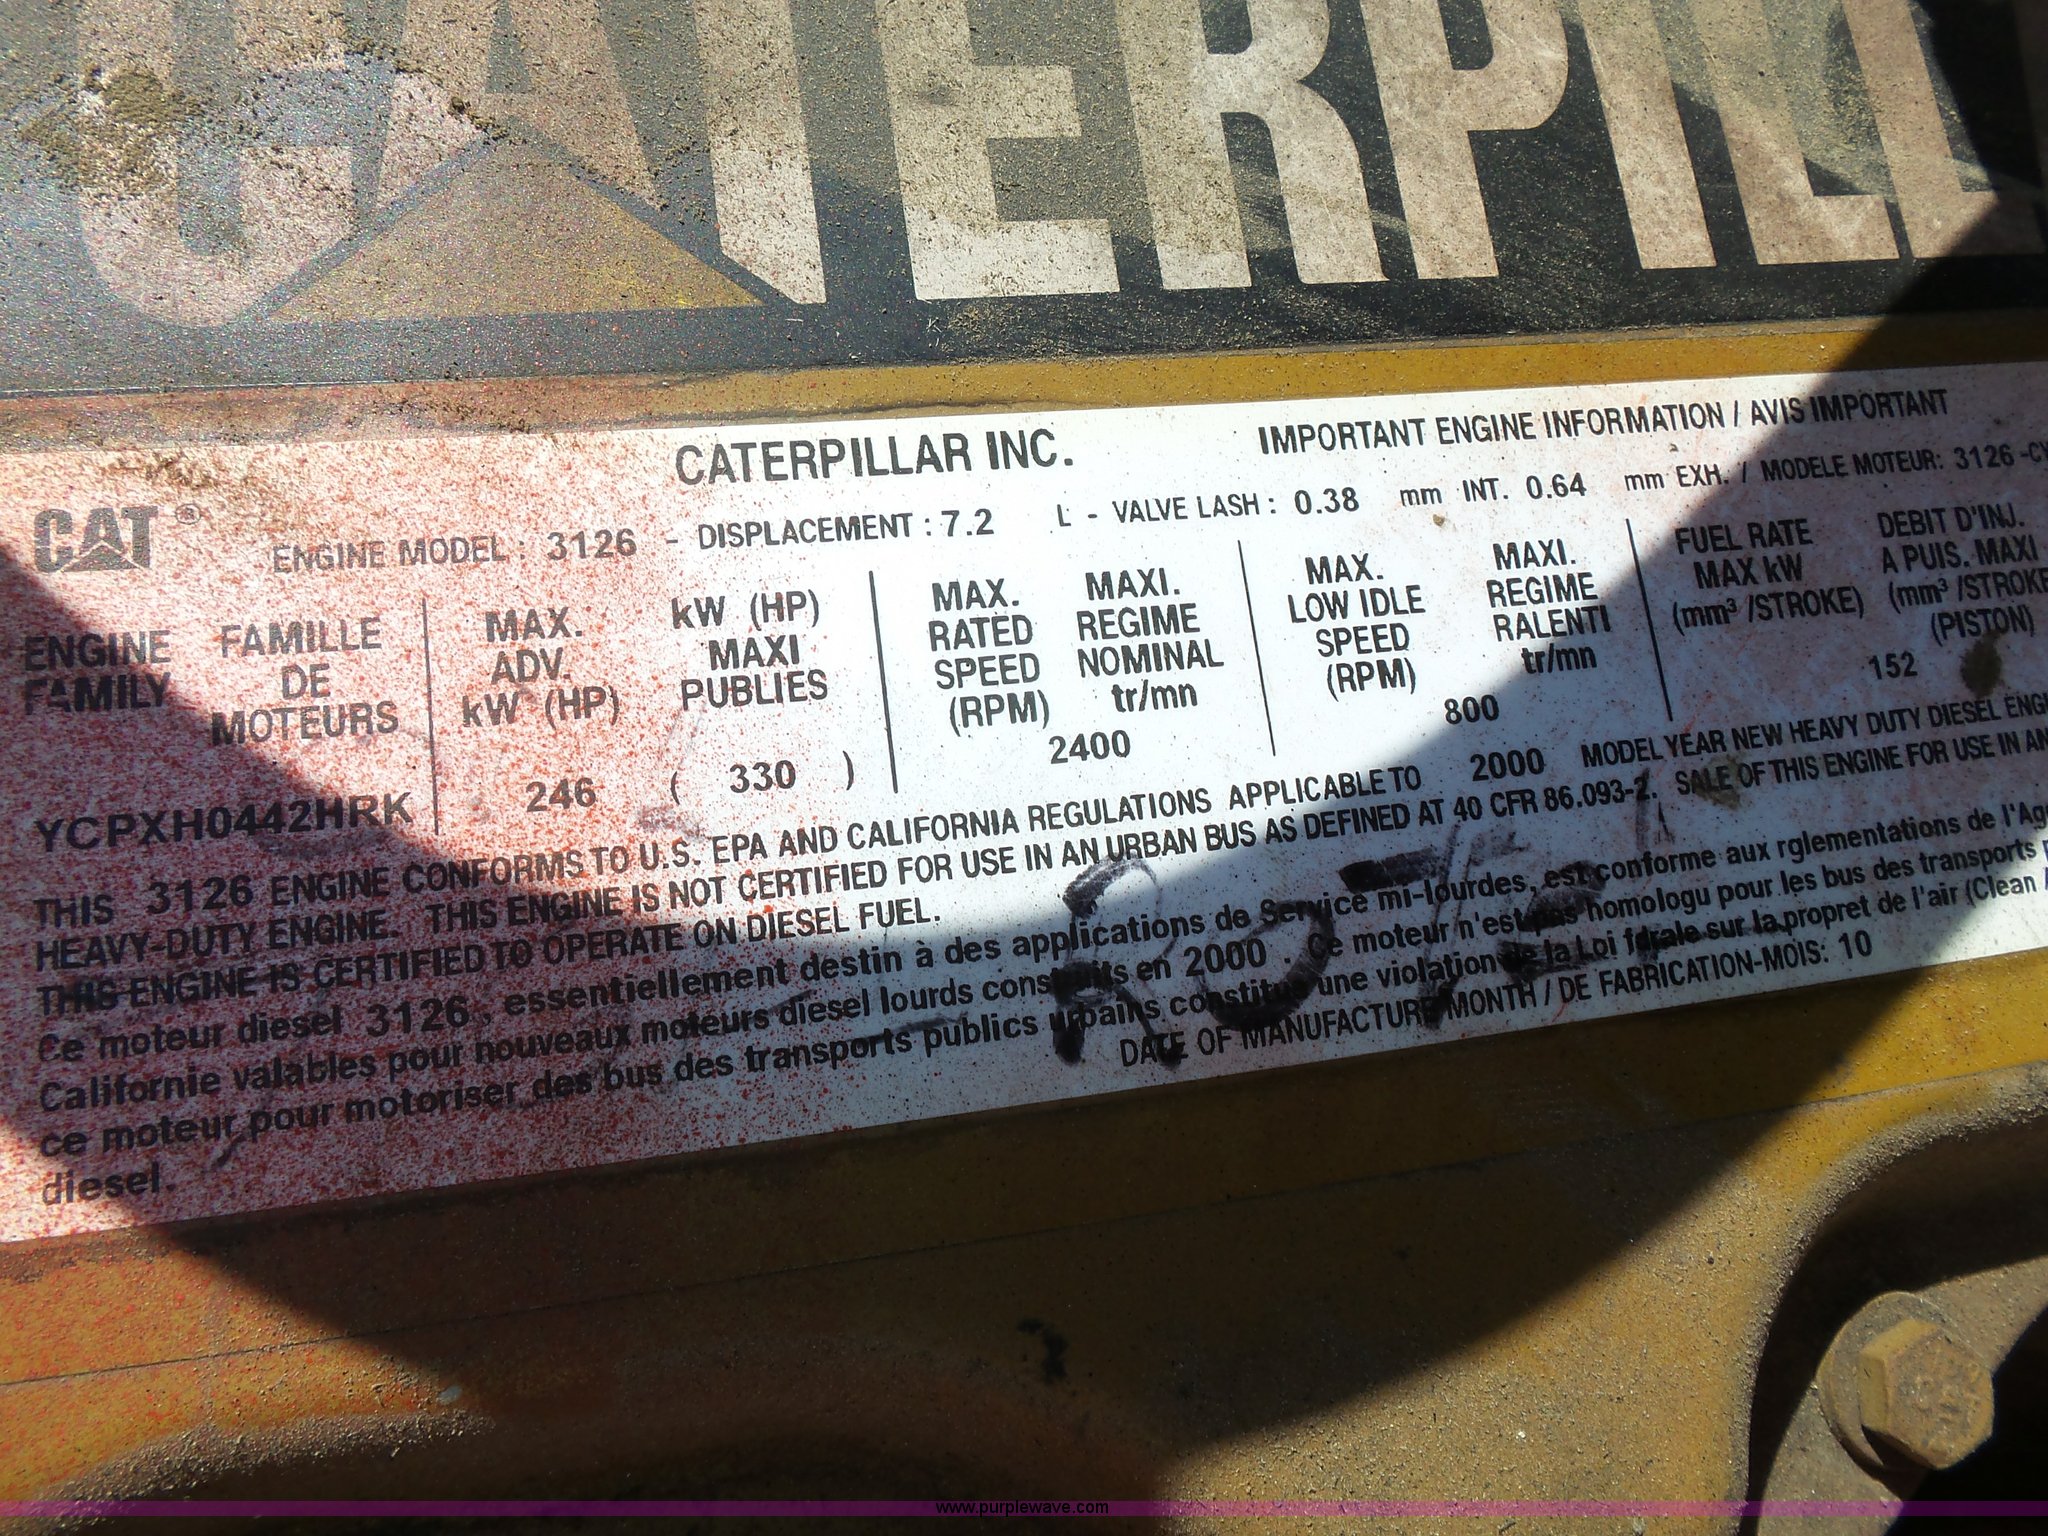 CATERPILL
CATERPILLAR INC.
IMPORTANT ENGINE INFORMATION / AVIS IMPORTANT
CAT ®
ENGINE MODEL : 3126 - DISPLACEMENT : 7.2 L - VALVE LASH : 0.38 mm INT. 0.64 mm EXH. / MODELE MOTEUR: 3126
ENGINE FAMILY
FAMILLE DE MOTEURS
YCPXH0442HRK
MAX. ADV. kW (HP)
kW (HP) MAXI PUBLIES
246 ( 330 )
MAX. RATED SPEED (RPM)
MAXI. REGIME NOMINAL tr/mn
2400
MAX. LOW IDLE SPEED (RPM)
MAXI. REGIME RALENTI tr/mn
800
FUEL RATE MAX kW (mm³ /STROKE)
DEBIT D'INJ. A PUIS. MAXI (mm³ /STROKE (PISTON)
152
THIS 3126 ENGINE CONFORMS TO U.S. EPA AND CALIFORNIA REGULATIONS APPLICABLE TO 2000 MODEL YEAR NEW HEAVY DUTY DIESEL
HEAVY-DUTY ENGINE. THIS ENGINE IS NOT CERTIFIED FOR USE IN AN URBAN BUS AS DEFINED AT 40 CFR 86.093-2. SALE OF THIS ENGINE FOR USE IN AN
THIS ENGINE IS CERTIFIED TO OPERATE ON DIESEL FUEL.
Ce moteur diesel 3126, essentiellement destin à des applications de Service mi-lourdes, est conforme aux rglementations de
Californie valables pour nouveaux moteurs diesel lourds construits en 2000 . Ce moteur n'est pas homologu pour les bus des transports
ce moteur pour motoriser des bus des transports publics urbains constitue une violation de la Loi fdrale sur la propret de l'air (Clean
diesel.
DATE OF MANUFACTURE MONTH / DE FABRICATION-MOIS: 10
www.purplewave.com